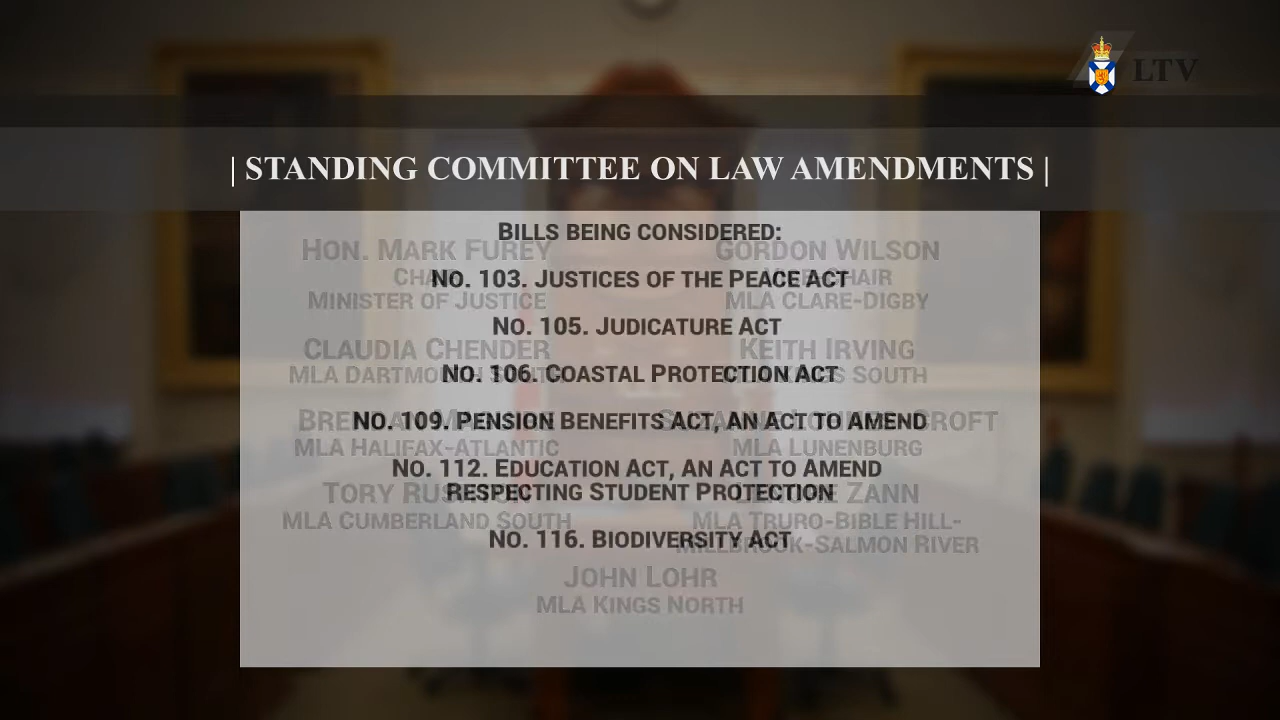 LTV
| STANDING COMMITTEE ON LAW AMENDMENTS |
BILLS BEING CONSIDERED:
HON. MARK FUREY GORDON WILSON
NO. 103. JUSTICES OF THE PEACE ACT
MINISTER OF JUSTICE MLA CLARE-DIGBY
NO. 105. JUDICATURE ACT
CLAUDIA CHENDER KEITH IRVING
NO. 106. COASTAL PROTECTION ACT
NO. 109. PENSION BENEFITS ACT, AN ACT TO AMEND
MLA HALIFAX-ATLANTIC MLA LUNENBURG
NO. 112. EDUCATION ACT, AN ACT TO AMEND
RESPECTING STUDENT PROTECTION
MLA CUMBERLAND SOUTH MLA TRURO-BIBLE HILL-
NO. 116. BIODIVERSITY ACT
JOHN LOHR
MLA KINGS NORTH